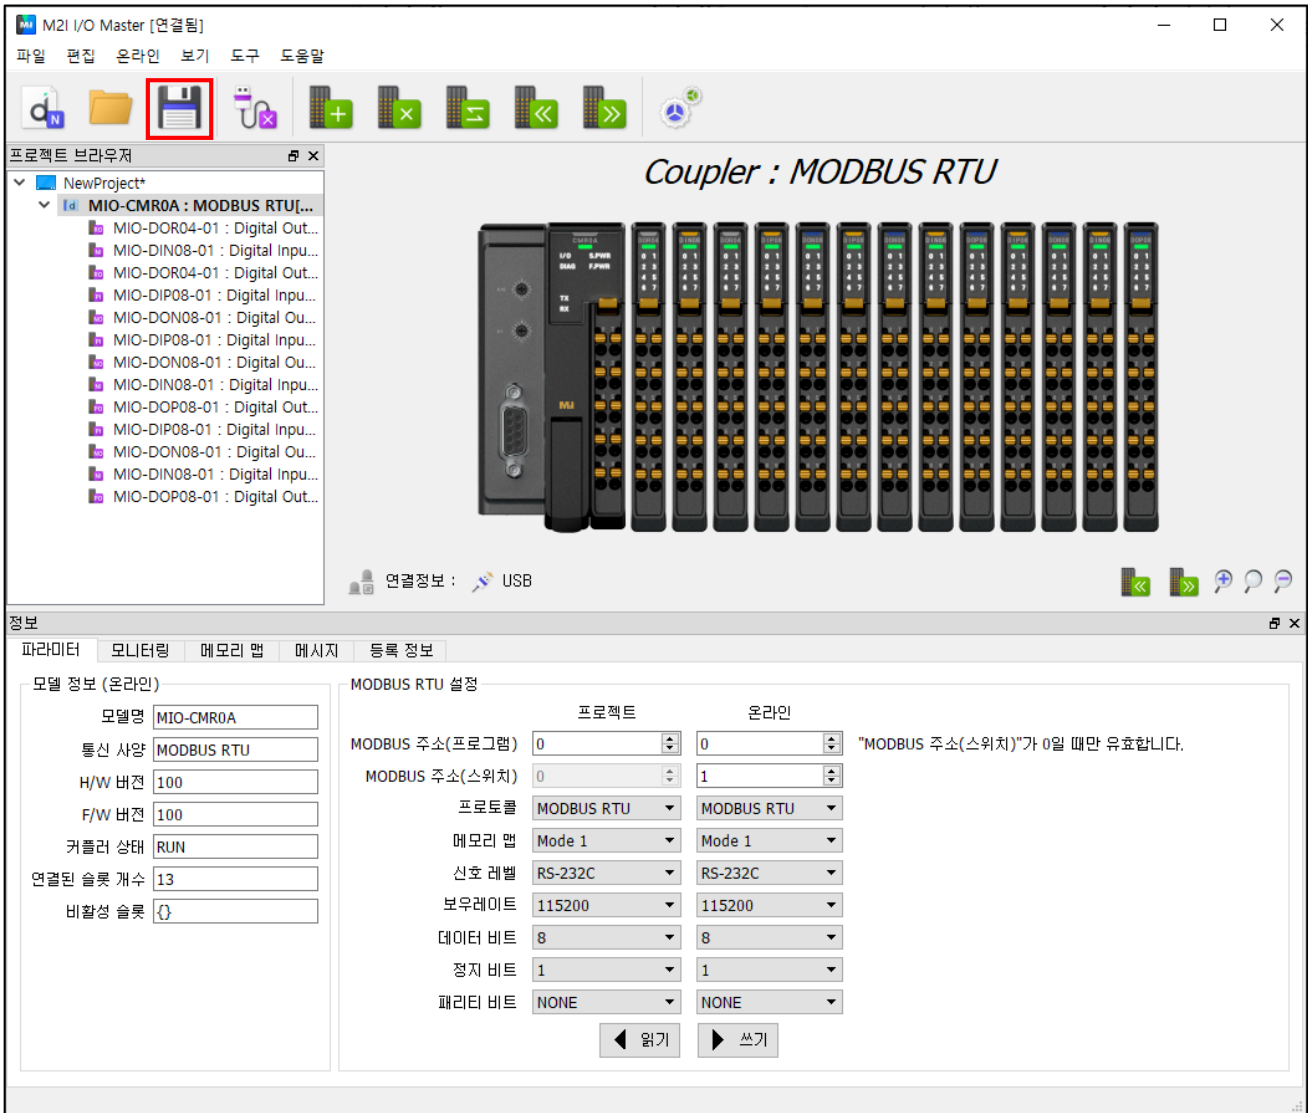 M2I I/O Master [연결됨]
파일 편집 온라인 보기 도구 도움말
프로젝트 브라우저
Coupler : MODBUS RTU
NewProject*
MIO-CMR0A : MODBUS RTU[...
MIO-DOR04-01 : Digital Out...
MIO-DIN08-01 : Digital Input...
MIO-DOR04-01 : Digital Out...
MIO-DIP08-01 : Digital Inpu...
MIO-DON08-01 : Digital Ou...
MIO-DIP08-01 : Digital Inpu...
MIO-DON08-01 : Digital Ou...
MIO-DIN08-01 : Digital Inpu...
MIO-DOP08-01 : Digital Out...
MIO-DIP08-01 : Digital Inpu...
MIO-DON08-01 : Digital Ou...
MIO-DIN08-01 : Digital Input...
MIO-DOP08-01 : Digital Out...
CMR0A
I/O S.PWR
DIAG F.PWR
TX
RX
연결정보 : USB
정보
파라미터 모니터링 메모리 맵 메시지 등록 정보
모델 정보 (온라인)
모델명 MIO-CMR0A
통신 사양 MODBUS RTU
H/W 버전 100
F/W 버전 100
커플러 상태 RUN
연결된 슬롯 개수 13
비활성 슬롯 {}
MODBUS RTU 설정
프로젝트 온라인
MODBUS 주소(프로그램) 0 0 "MODBUS 주소(스위치)"가 0일 때만 유효합니다.
MODBUS 주소(스위치) 0 1
프로토콜 MODBUS RTU MODBUS RTU
메모리 맵 Mode 1 Mode 1
신호 레벨 RS-232C RS-232C
보우레이트 115200 115200
데이터 비트 8 8
정지 비트 1 1
패리티 비트 NONE NONE
읽기 쓰기